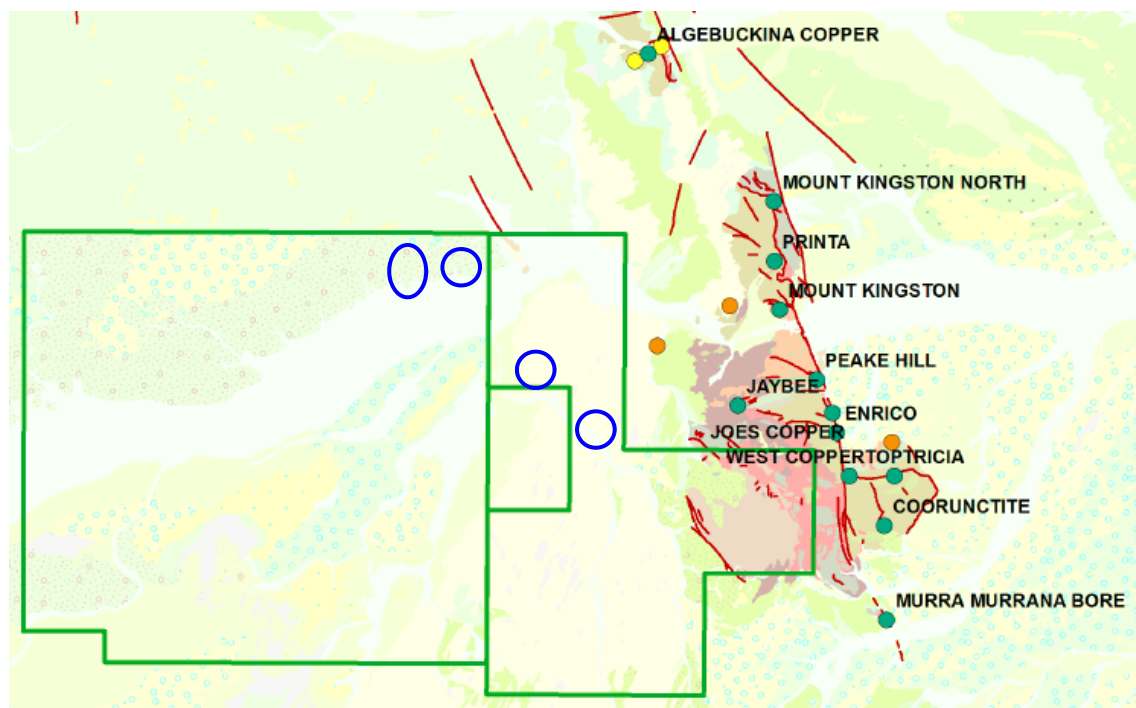 ALGEBUCKINA COPPER
MOUNT KINGSTON NORTH
PRINTA
MOUNT KINGSTON
PEAKE HILL
JAYBEE
ENRICO
JOES COPPER
WEST COPPERTOPTRICIA
COORUNCTITE
MURRA MURRANA BORE